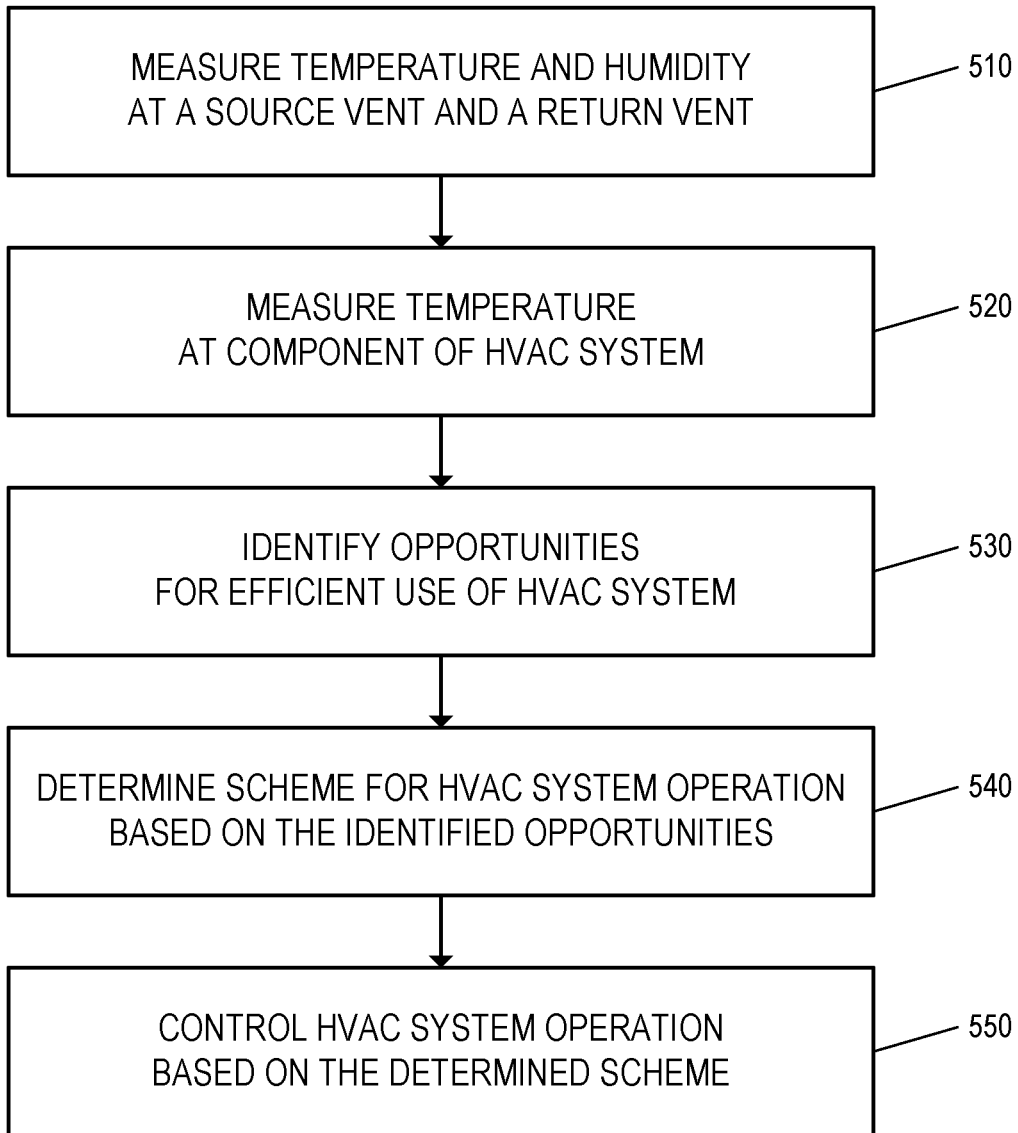 MEASURE TEMPERATURE AND HUMIDITY
AT A SOURCE VENT AND A RETURN VENT
510
MEASURE TEMPERATURE
AT COMPONENT OF HVAC SYSTEM
520
IDENTIFY OPPORTUNITIES
FOR EFFICIENT USE OF HVAC SYSTEM
530
DETERMINE SCHEME FOR HVAC SYSTEM OPERATION
BASED ON THE IDENTIFIED OPPORTUNITIES
540
CONTROL HVAC SYSTEM OPERATION
BASED ON THE DETERMINED SCHEME
550